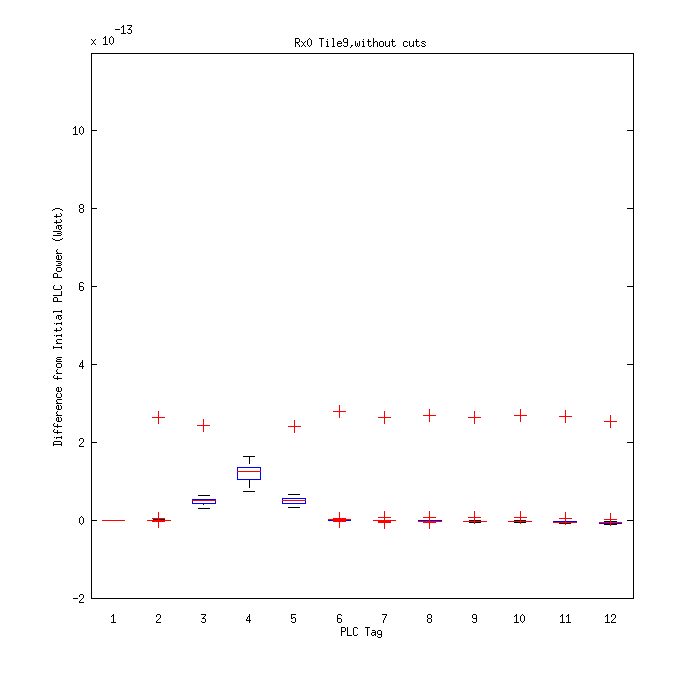 x 10-13
Rx0 Tile9,without cuts
10
8
6
4
2
0
-2
Difference from Initial PLC Power (Watt)
1 2 3 4 5 6 7 8 9 10 11 12
PLC Tag